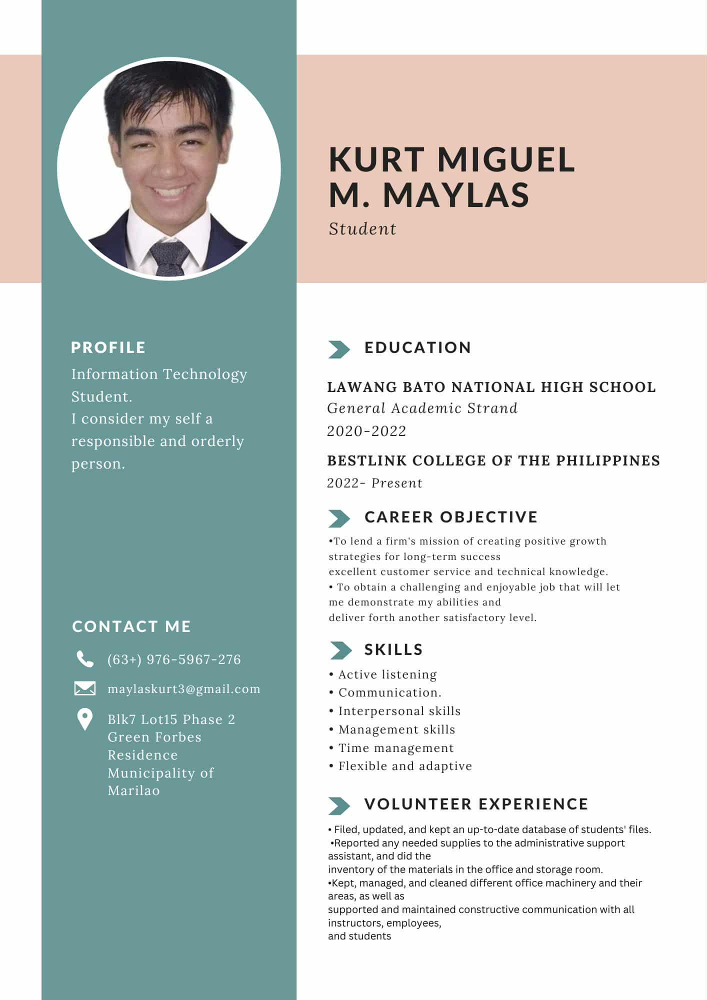 KURT MIGUEL
M. MAYLAS
Student
PROFILE
Information Technology
Student.
I consider my self a
responsible and orderly
person.
CONTACT ME
(63+) 976-5967-276
maylaskurt3@gmail.com
Blk7 Lot15 Phase 2
Green Forbes
Residence
Municipality of
Marilao
EDUCATION
LAWANG BATO NATIONAL HIGH SCHOOL
General Academic Strand
2020-2022
BESTLINK COLLEGE OF THE PHILIPPINES
2022- Present
CAREER OBJECTIVE
•To lend a firm's mission of creating positive growth
strategies for long-term success
excellent customer service and technical knowledge.
• To obtain a challenging and enjoyable job that will let
me demonstrate my abilities and
deliver forth another satisfactory level.
SKILLS
• Active listening
• Communication.
• Interpersonal skills
• Management skills
• Time management
• Flexible and adaptive
VOLUNTEER EXPERIENCE
• Filed, updated, and kept an up-to-date database of students' files.
•Reported any needed supplies to the administrative support
assistant, and did the
inventory of the materials in the office and storage room.
•Kept, managed, and cleaned different office machinery and their
areas, as well as
supported and maintained constructive communication with all
instructors, employees,
and students